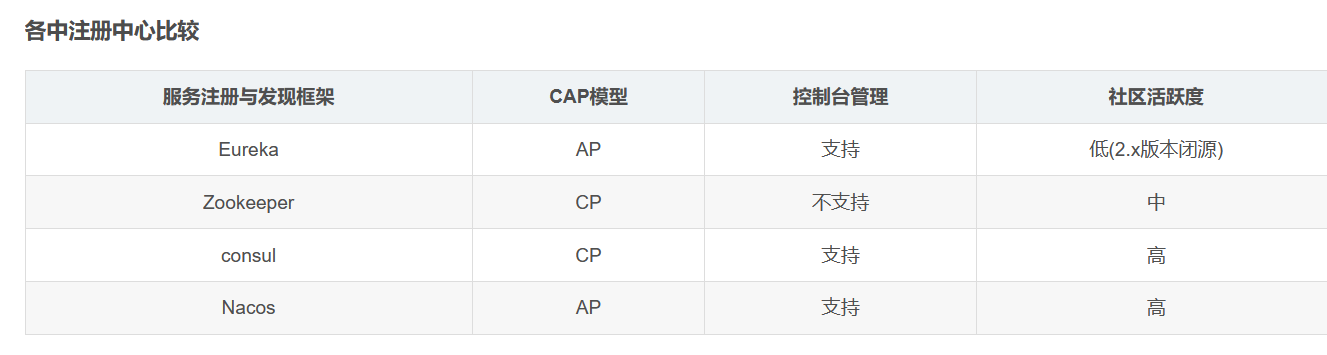 各中注册中心比较
服务注册与发现框架 CAP模型 控制台管理 社区活跃度
Eureka AP 支持 低(2.x版本闭源)
Zookeeper CP 不支持 中
consul CP 支持 高
Nacos AP 支持 高